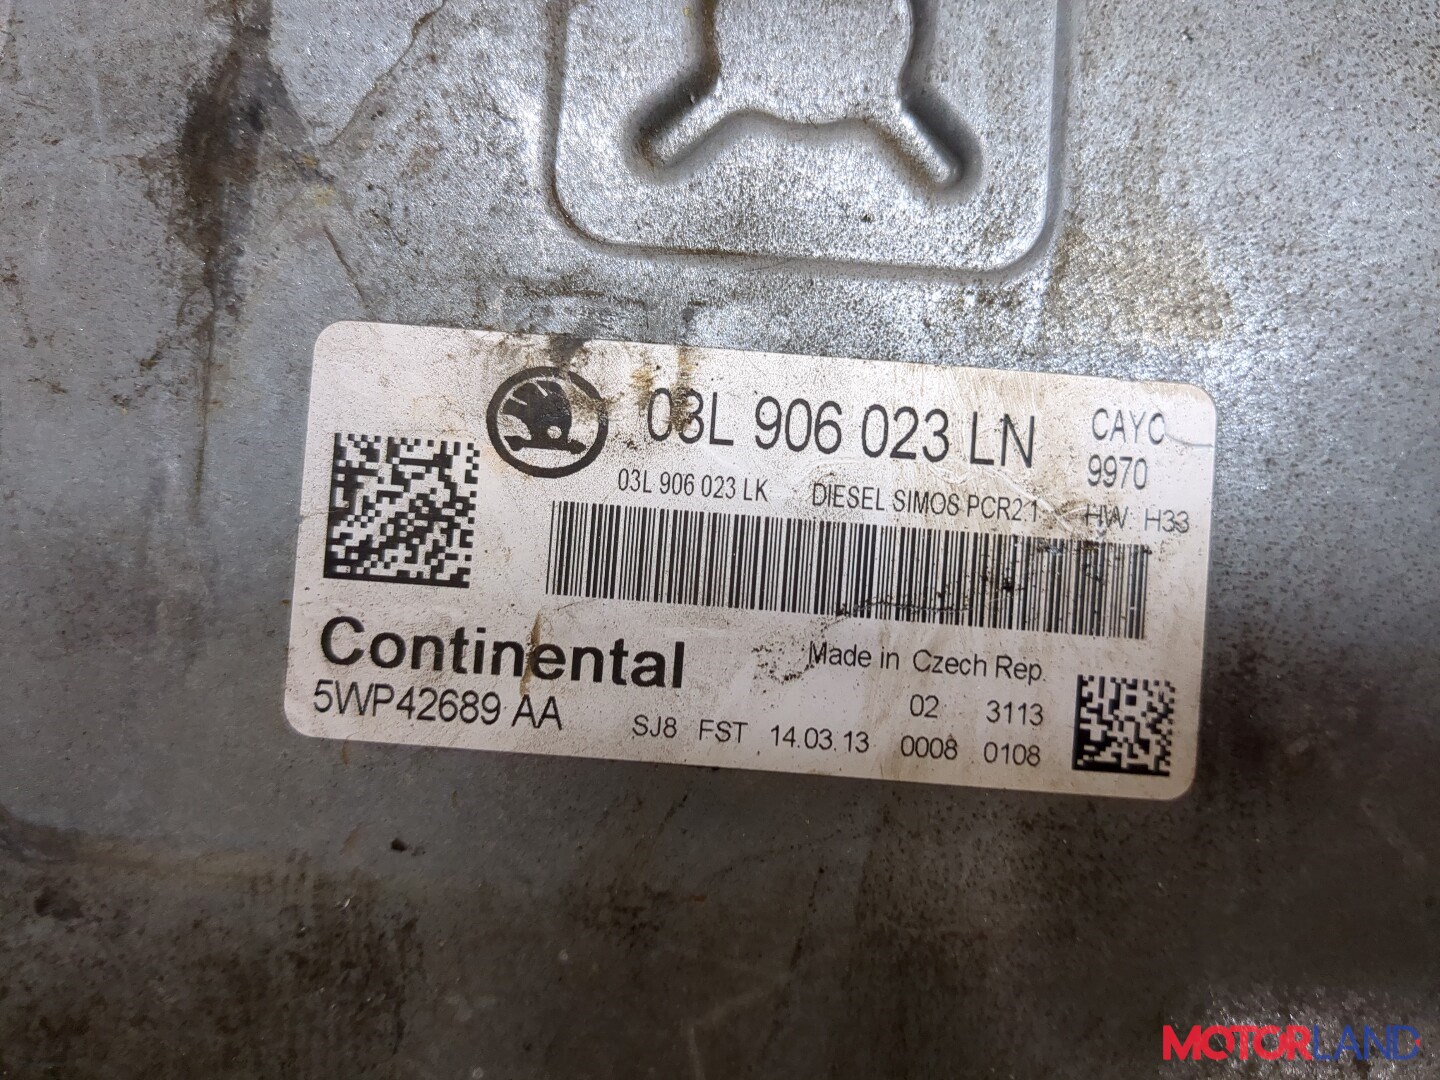 03L 906 023 LN CAYC
9970
03L 906 023 LK DIESEL SIMOS PCR2.1 HW: H33
Continental
Made in Czech Rep.
5WP42689 AA
02 3113
SJ8 FST 14.03.13 0008 0108
MOTORLAND